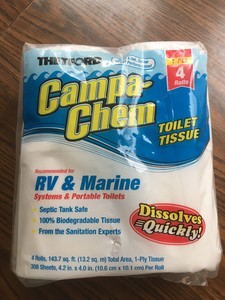 THETFORD
4
Rolls
Campa-
Chem
TOILET
TISSUE
Recommended for
RV & Marine
Systems & Portable Toilets
• Septic Tank Safe
• 100% Biodegradable Tissue
• From the Sanitation Experts
Dissolves
Quickly!
4 Rolls, 143.7 sq. ft. (13.2 sq. m) Total Area, 1-Ply Tissue
308 Sheets, 4.2 in. x 4.0 in. (10.6 cm x 10.1 cm) Per Roll